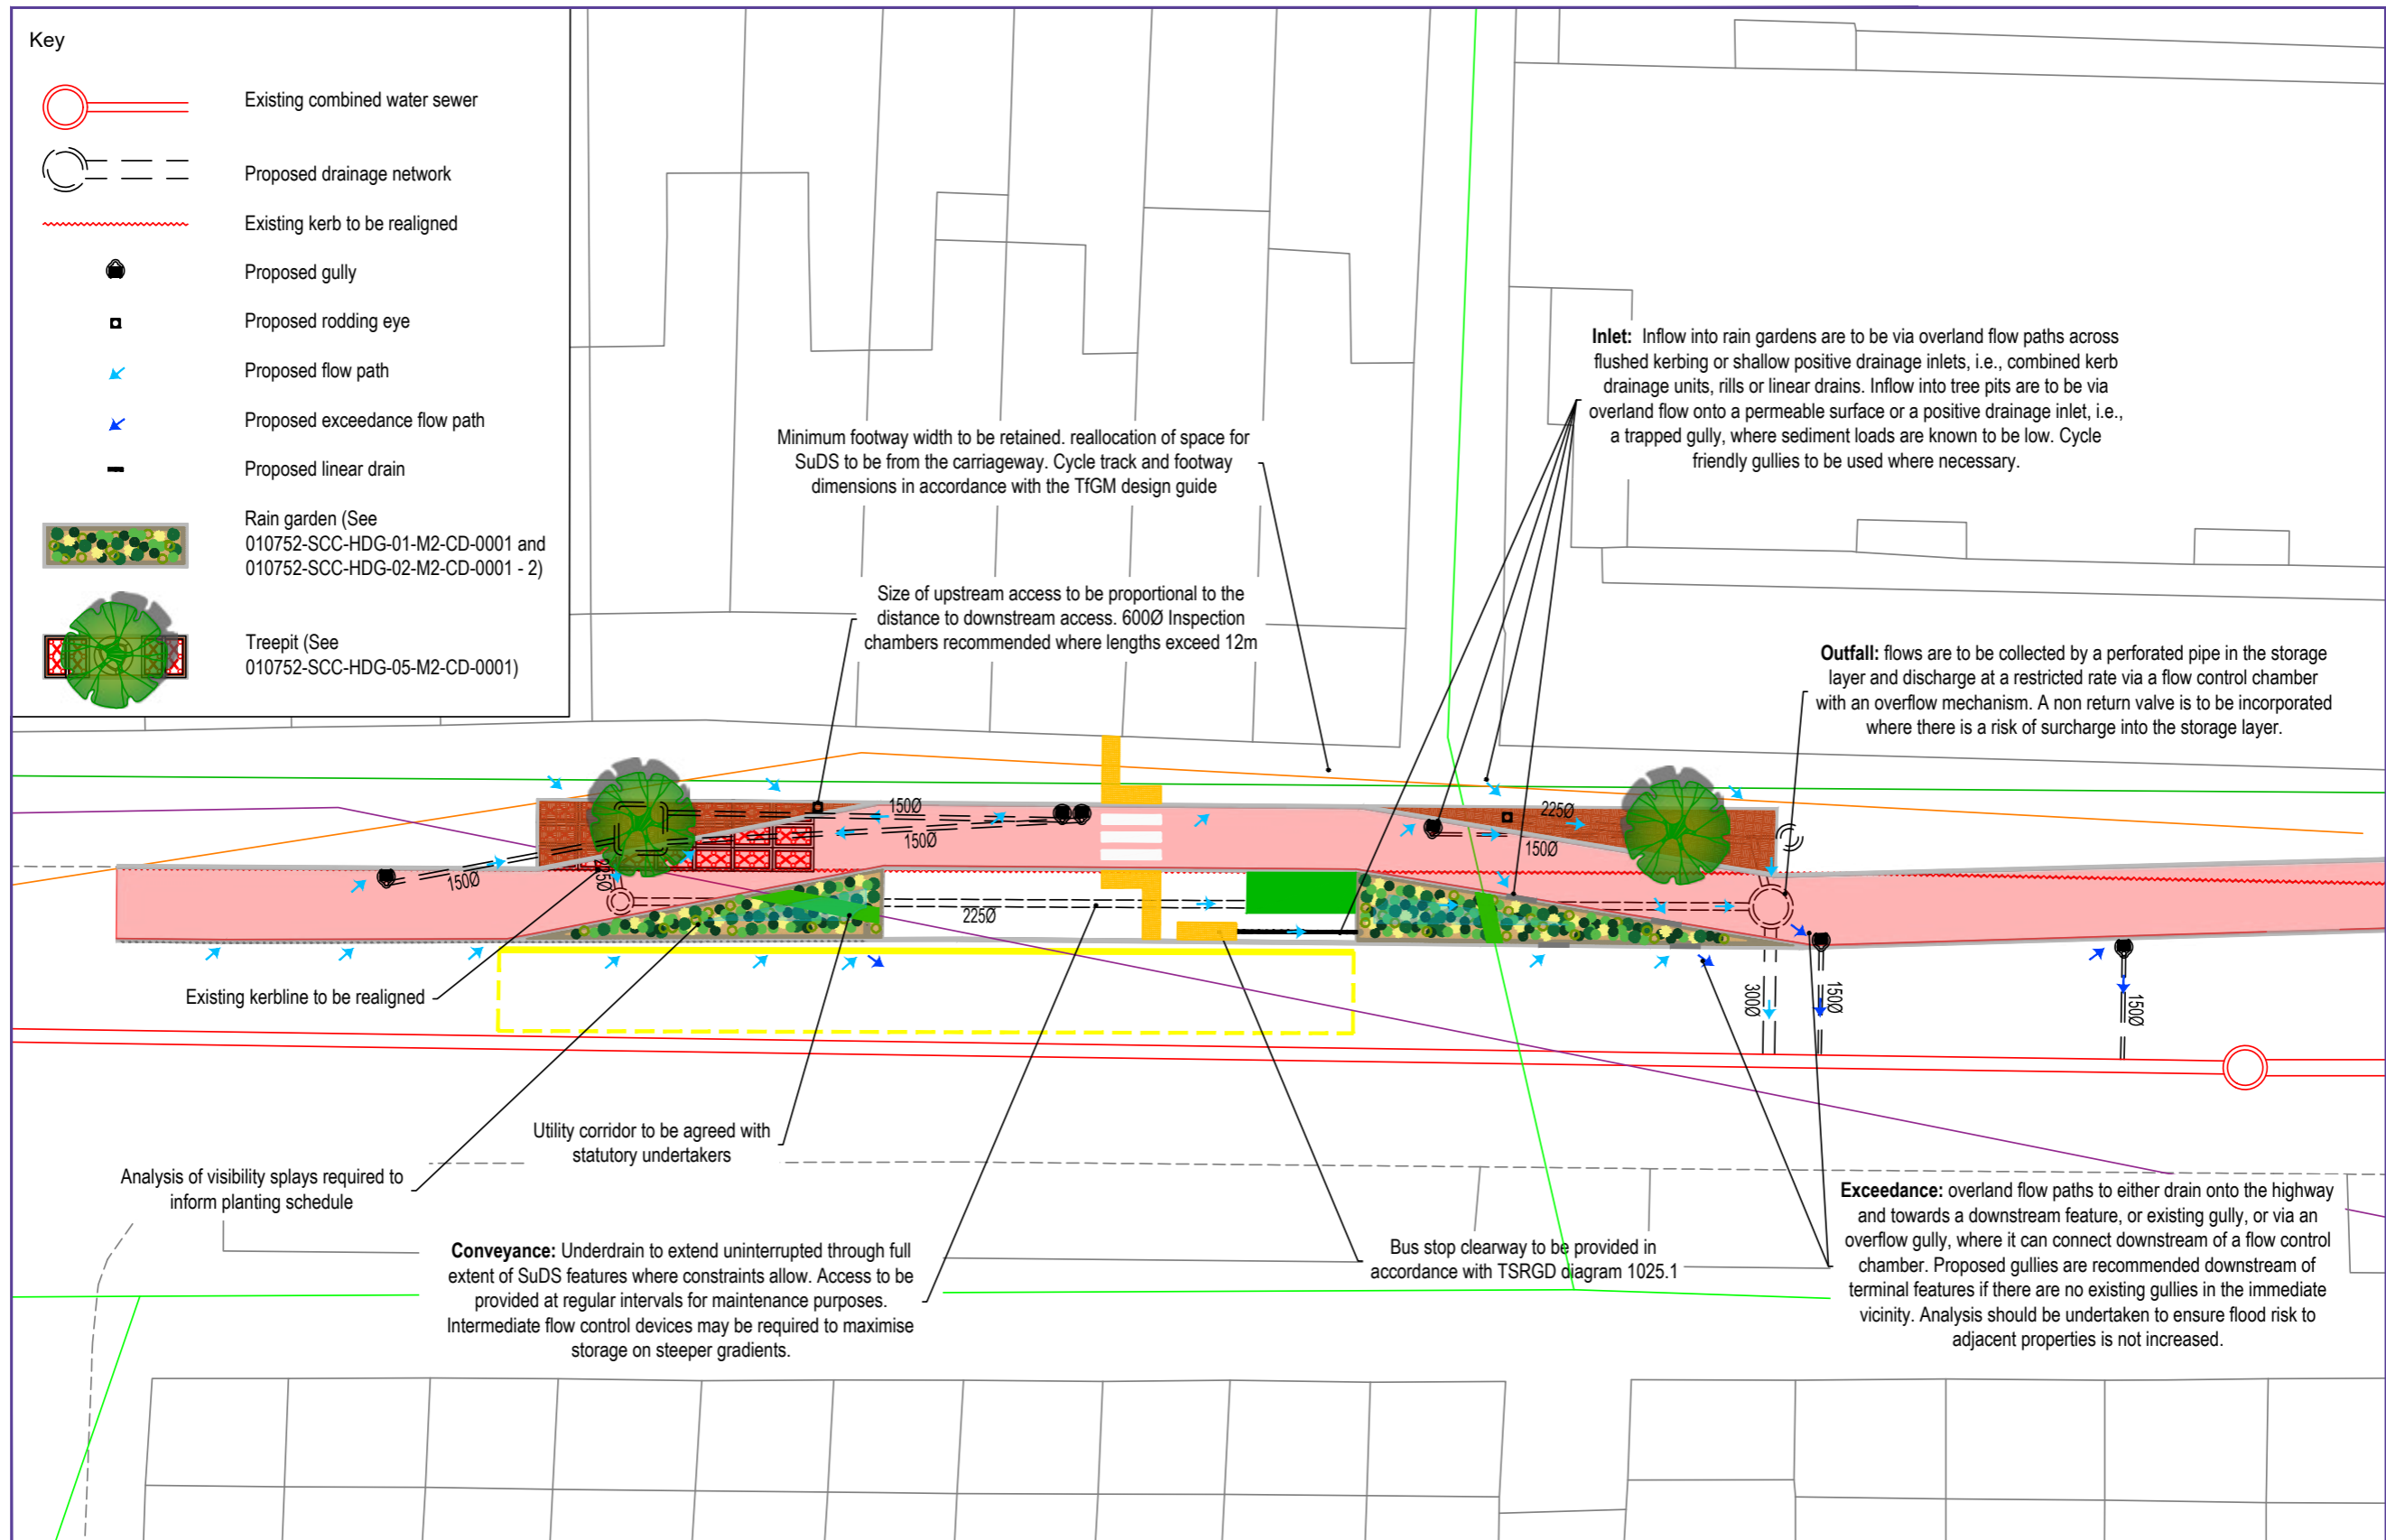 Key
Existing combined water sewer
Proposed drainage network
Existing kerb to be realigned
Proposed gully
Proposed rodding eye
Proposed flow path
Proposed exceedance flow path
Proposed linear drain
Rain garden (See
010752-SCC-HDG-01-M2-CD-0001 and
010752-SCC-HDG-02-M2-CD-0001 - 2)
Treepit (See
010752-SCC-HDG-05-M2-CD-0001)
Inlet: Inflow into rain gardens are to be via overland flow paths across
flushed kerbing or shallow positive drainage inlets, i.e., combined kerb
drainage units, rills or linear drains. Inflow into tree pits are to be via
overland flow onto a permeable surface or a positive drainage inlet, i.e.,
a trapped gully, where sediment loads are known to be low. Cycle
friendly gullies to be used where necessary.
Minimum footway width to be retained. reallocation of space for
SuDS to be from the carriageway. Cycle track and footway
dimensions in accordance with the TfGM design guide
Size of upstream access to be proportional to the
distance to downstream access. 600Ø Inspection
chambers recommended where lengths exceed 12m
Outfall: flows are to be collected by a perforated pipe in the storage
layer and discharge at a restricted rate via a flow control chamber
with an overflow mechanism. A non return valve is to be incorporated
where there is a risk of surcharge into the storage layer.
150Ø
150Ø
225Ø
150Ø
150Ø
225Ø
225Ø
300Ø
150Ø
150Ø
Existing kerbline to be realigned
Utility corridor to be agreed with
statutory undertakers
Analysis of visibility splays required to
inform planting schedule
Conveyance: Underdrain to extend uninterrupted through full
extent of SuDS features where constraints allow. Access to be
provided at regular intervals for maintenance purposes.
Intermediate flow control devices may be required to maximise
storage on steeper gradients.
Bus stop clearway to be provided in
accordance with TSRGD diagram 1025.1
Exceedance: overland flow paths to either drain onto the highway
and towards a downstream feature, or existing gully, or via an
overflow gully, where it can connect downstream of a flow control
chamber. Proposed gullies are recommended downstream of
terminal features if there are no existing gullies in the immediate
vicinity. Analysis should be undertaken to ensure flood risk to
adjacent properties is not increased.